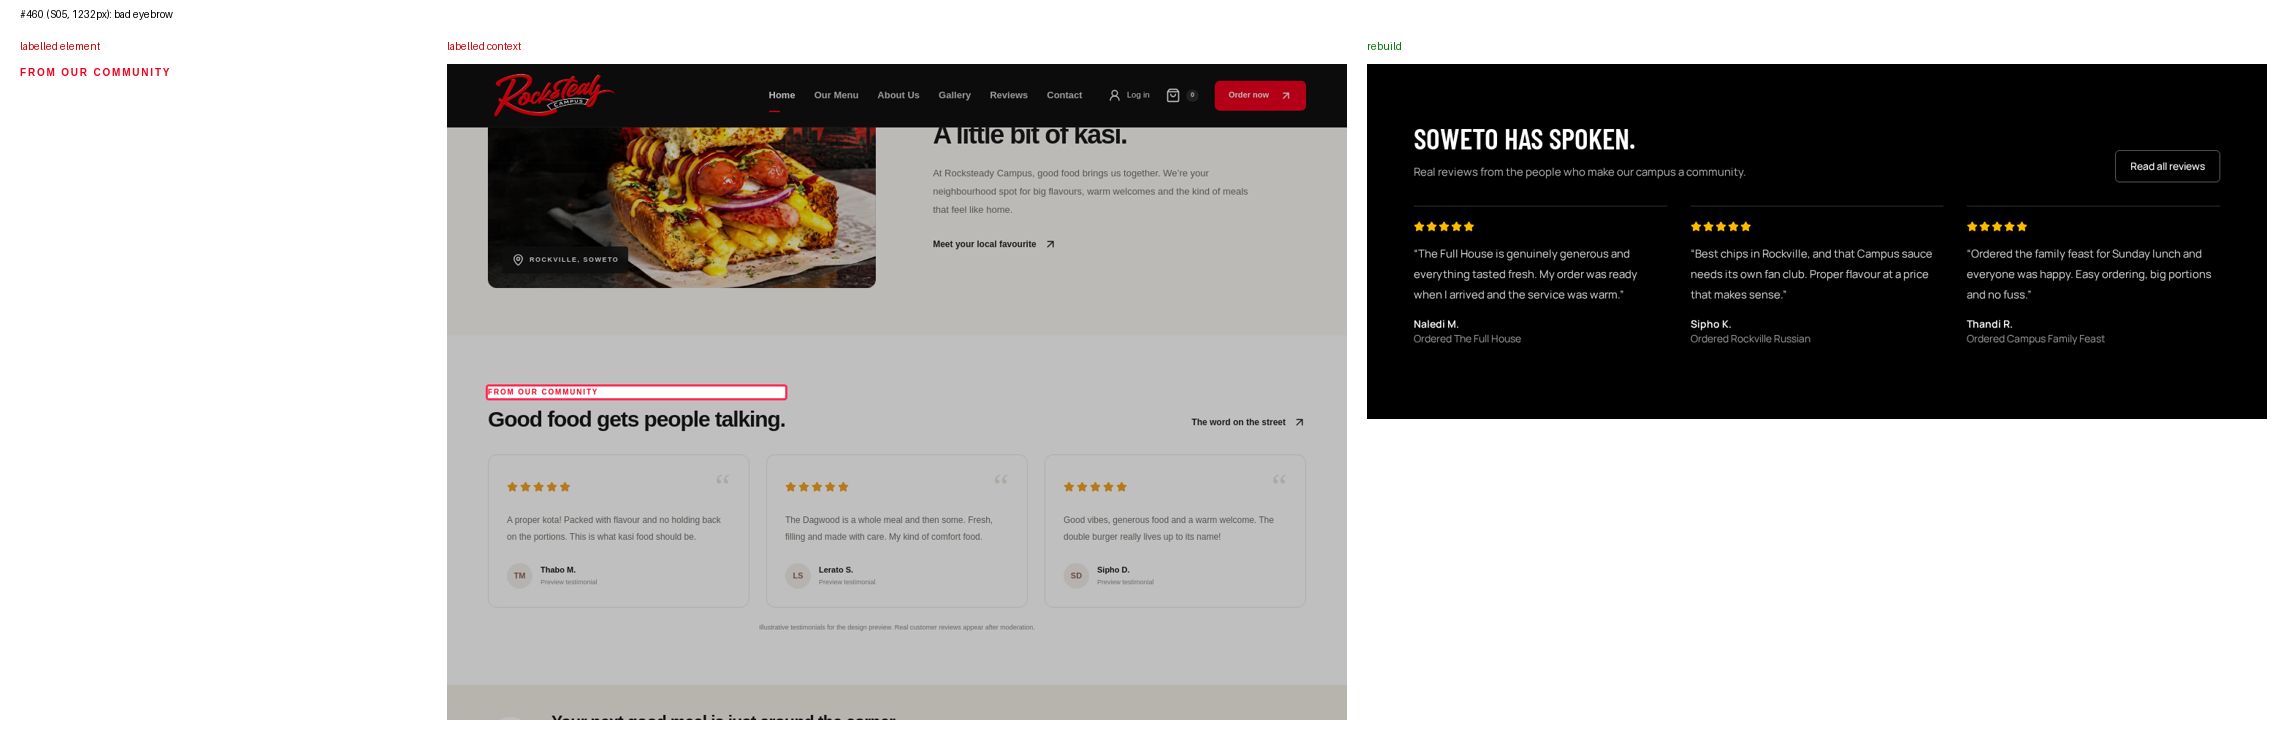 #460 (S05, 1232px): bad eyebrow
labelled element
FROM OUR COMMUNITY
labelled context
Rocksteady
CAMPUS
Home
Our Menu
About Us
Gallery
Reviews
Contact
Log in
0
Order now
A little bit of kasi.
At Rocksteady Campus, good food brings us together. We're your
neighbourhood spot for big flavours, warm welcomes and the kind of meals
that feel like home.
Meet your local favourite
ROCKVILLE, SOWETO
FROM OUR COMMUNITY
Good food gets people talking.
The word on the street
“
A proper kota! Packed with flavour and no holding back
on the portions. This is what kasi food should be.
TM
Thabo M.
Preview testimonial
“
The Dagwood is a whole meal and then some. Fresh,
filling and made with care. My kind of comfort food.
LS
Lerato S.
Preview testimonial
“
Good vibes, generous food and a warm welcome. The
double burger really lives up to its name!
SD
Sipho D.
Preview testimonial
Illustrative testimonials for the design preview. Real customer reviews appear after moderation.
Your next good meal is just around the corner.
rebuild
SOWETO HAS SPOKEN.
Real reviews from the people who make our campus a community.
Read all reviews
“The Full House is genuinely generous and
everything tasted fresh. My order was ready
when I arrived and the service was warm.”
Naledi M.
Ordered The Full House
“Best chips in Rockville, and that Campus sauce
needs its own fan club. Proper flavour at a price
that makes sense.”
Sipho K.
Ordered Rockville Russian
“Ordered the family feast for Sunday lunch and
everyone was happy. Easy ordering, big portions
and no fuss.”
Thandi R.
Ordered Campus Family Feast